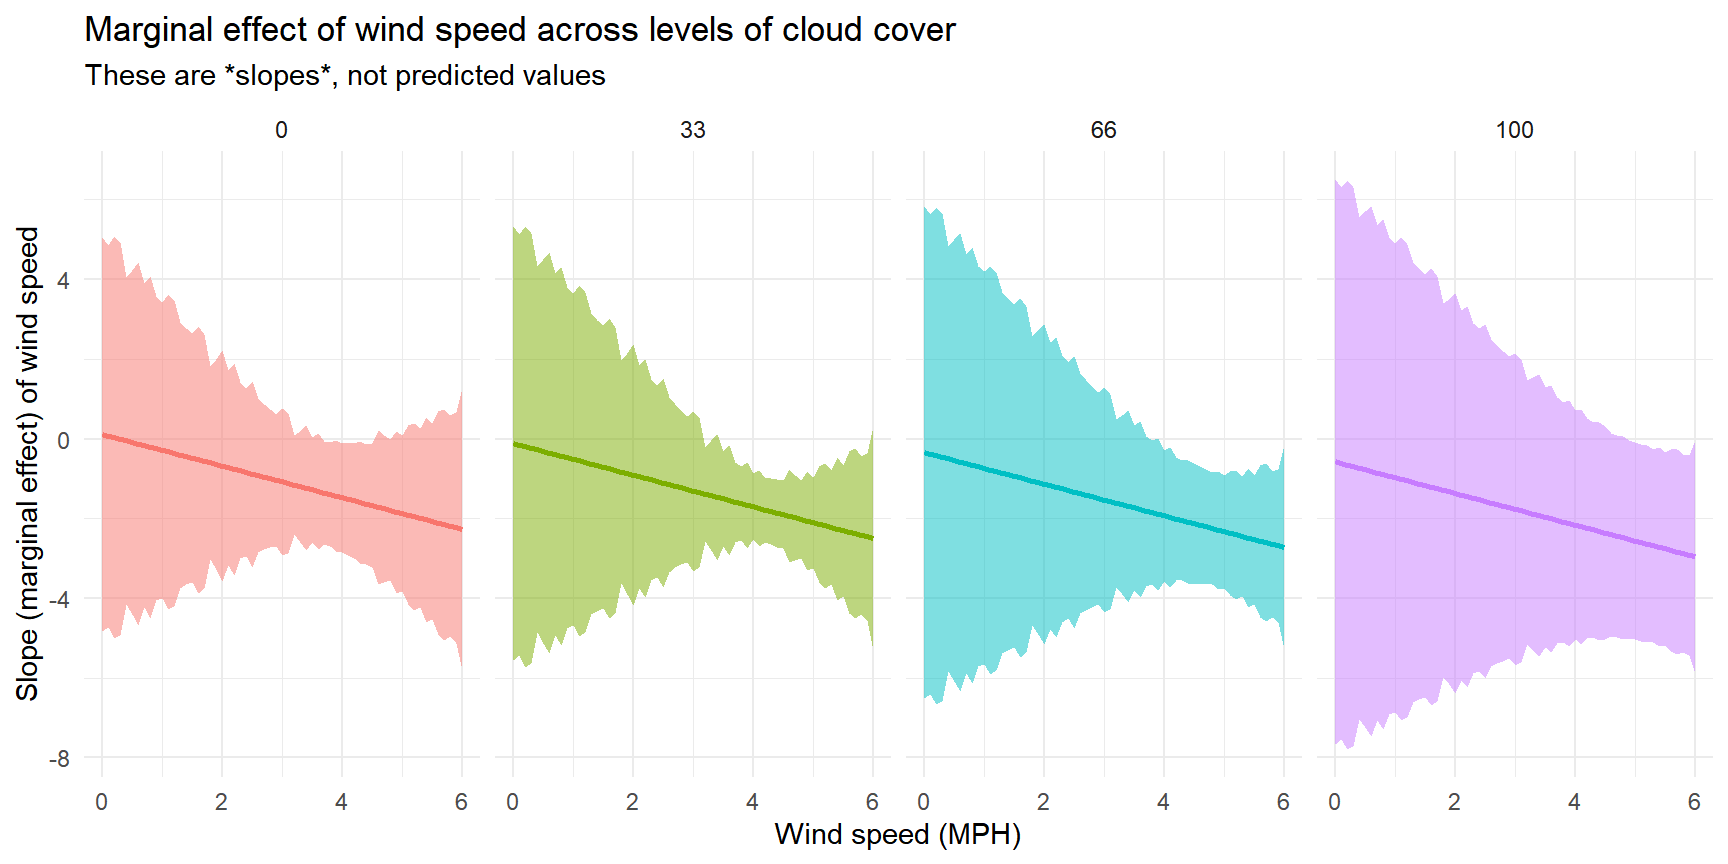 Marginal effect of wind speed across levels of cloud cover
These are *slopes*, not predicted values
0 33 66 100
Slope (marginal effect) of wind speed
4
0
-4
-8
0 2 4 6 0 2 4 6 0 2 4 6 0 2 4 6
Wind speed (MPH)